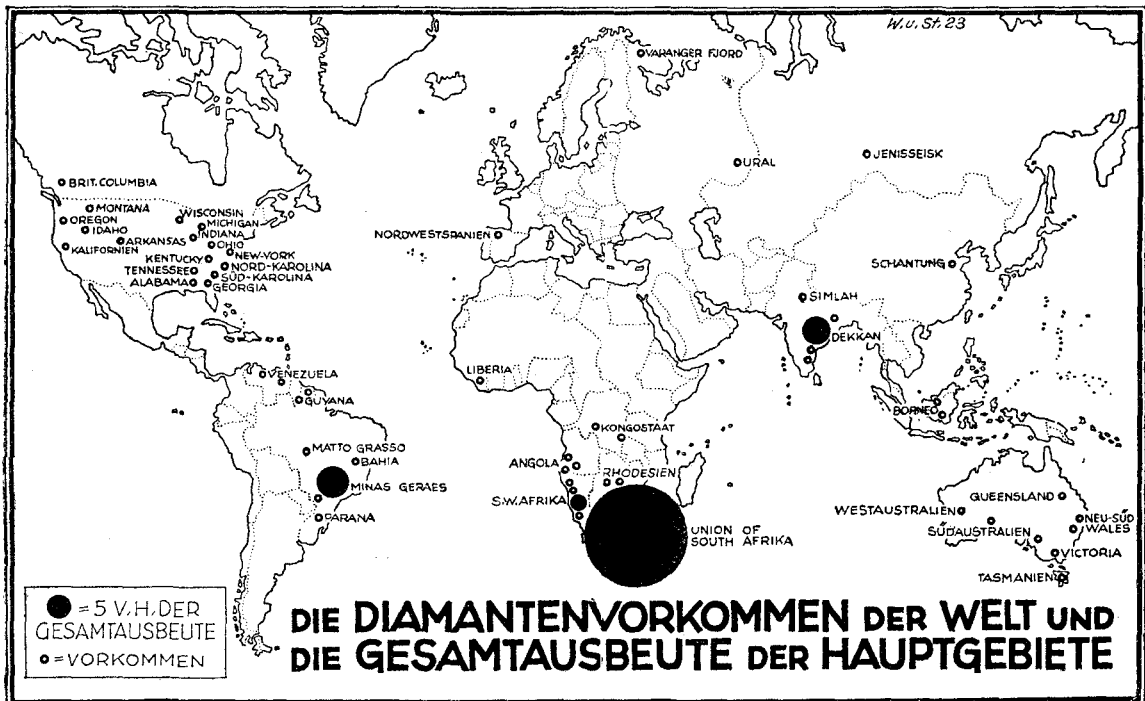 W. u. St. 23
VARANGER FJORD
URAL
JENISSEISK
BRIT. COLUMBIA
MONTANA
OREGON
IDAHO
KALIFORNIEN
ARKANSAS
WISCONSIN
MICHIGAN
INDIANA
OHIO
KENTUCKY
NEW-YORK
TENNESSEE
NORD-KAROLINA
SÜD-KAROLINA
ALABAMA
GEORGIA
NORDWESTSPANIEN
SCHANTUNG
SIMLAH
DEKKAN
LIBERIA
VENEZUELA
GUYANA
BORNEO
KONGOSTAAT
MATTO GRASSO
BAHIA
MINAS GERAES
PARANA
ANGOLA
RHODESIEN
S.W.AFRIKA
UNION OF
SOUTH AFRIKA
QUEENSLAND
WESTAUSTRALIEN
NEU-SÜD
WALES
SÜDAUSTRALIEN
VICTORIA
TASMANIEN
= 5 V. H. DER
GESAMTAUSBEUTE
= VORKOMMEN
DIE DIAMANTENVORKOMMEN DER WELT UND
DIE GESAMTAUSBEUTE DER HAUPTGEBIETE